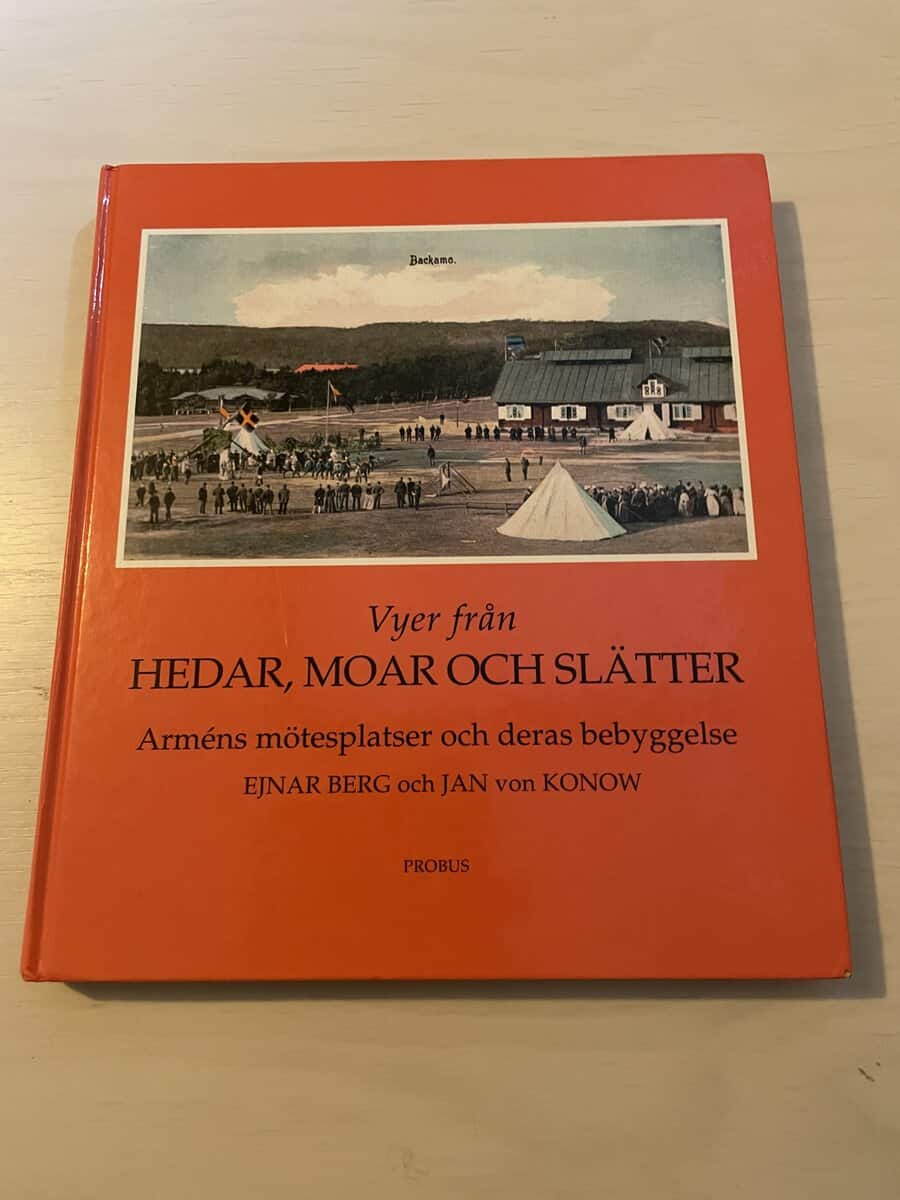 Backamo.
Vyer från
HEDAR, MOAR OCH SLÄTTER
Arméns mötesplatser och deras bebyggelse
EJNAR BERG och JAN von KONOW
PROBUS